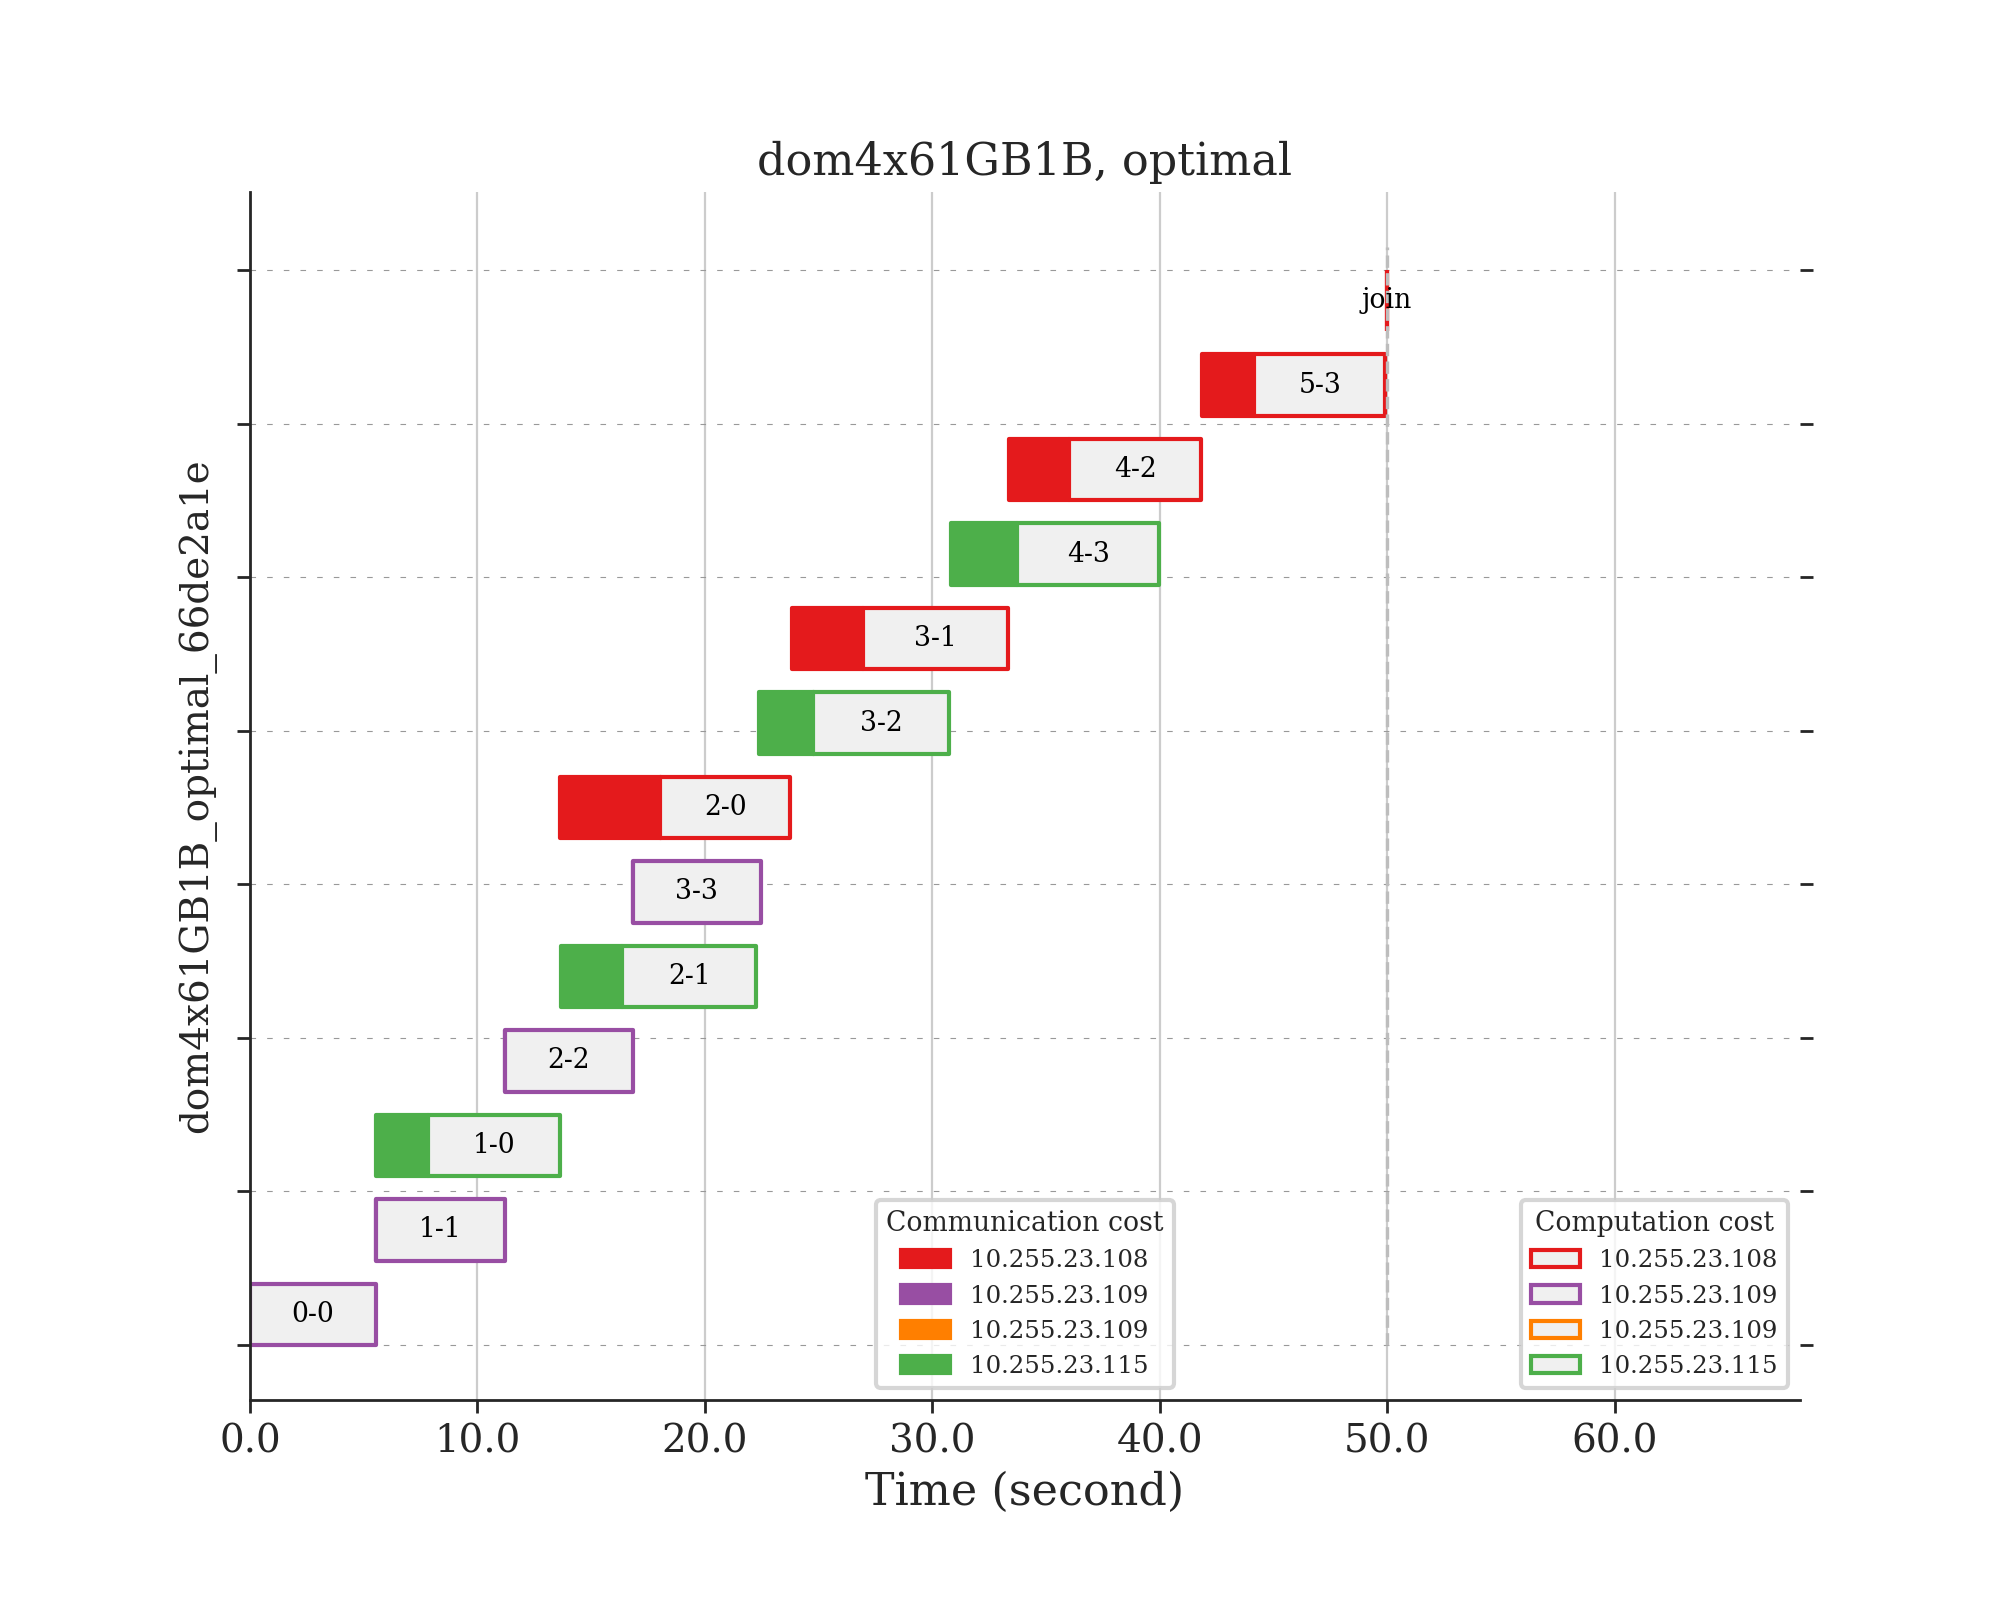 dom4x61GB1B, optimal
dom4x61GB1B_optimal_66de2a1e
join
5-3
4-2
4-3
3-1
3-2
2-0
3-3
2-1
2-2
1-0
1-1
0-0
Communication cost
10.255.23.108
10.255.23.109
10.255.23.109
10.255.23.115
Computation cost
10.255.23.108
10.255.23.109
10.255.23.109
10.255.23.115
0.0 10.0 20.0 30.0 40.0 50.0 60.0
Time (second)